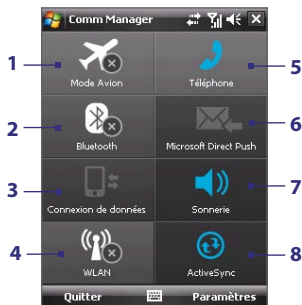 Comm Manager
1 Mode Avion
Téléphone 5
2 Bluetooth
Microsoft Direct Push 6
3 Connexion de données
Sonnerie 7
4 WLAN
ActiveSync 8
Quitter Paramètres